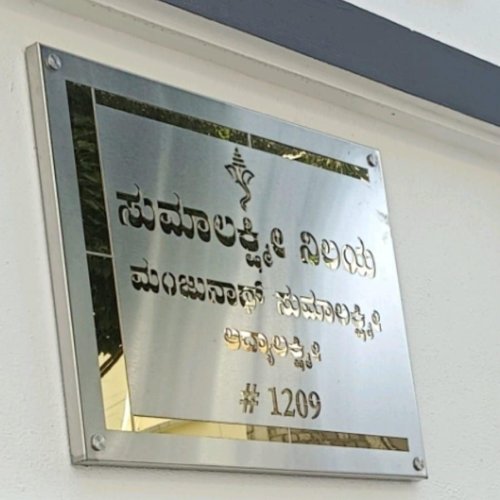 ಸುಮಾಲಕ್ಷ್ಮೀ ನಿಲಯ
ಮಂಜುನಾಥ್ ಸುಮಾಲಕ್ಷ್ಮೀ
ಆದ್ಯಾಲಕ್ಷ್ಮೀ
# 1209